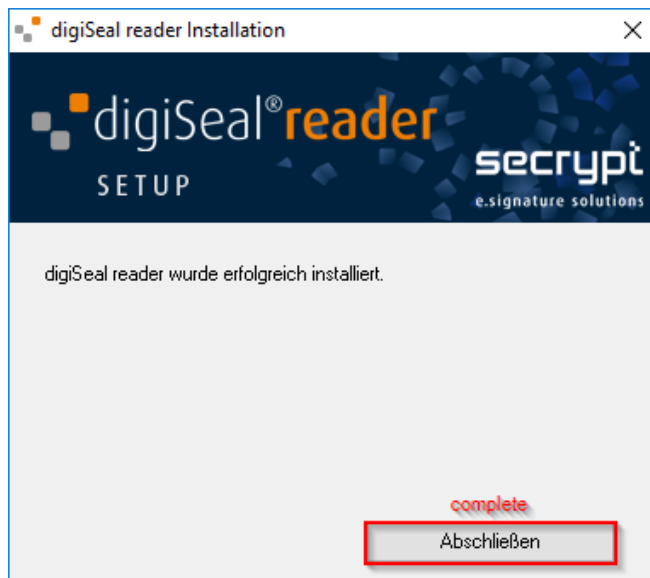 digiSeal reader Installation
digiSeal®reader
SETUP
secrypt
e.signature solutions
digiSeal reader wurde erfolgreich installiert.
complete
Abschließen